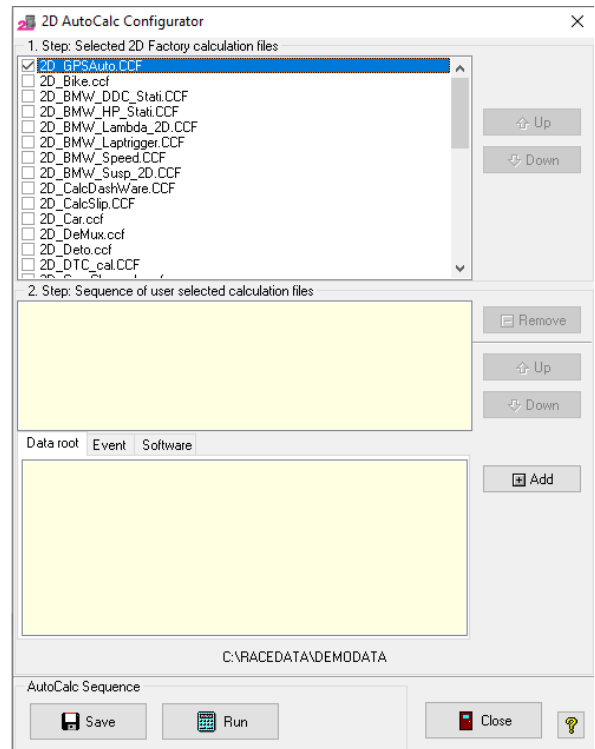 2D AutoCalc Configurator
1. Step: Selected 2D Factory calculation files
2D_GPSAuto.CCF
2D_Bike.ccf
2D_BMW_DDC_Stati.CCF
2D_BMW_HP_Stati.CCF
2D_BMW_Lambda_2D.CCF
2D_BMW_Laptrigger.CCF
2D_BMW_Speed.CCF
2D_BMW_Susp_2D.CCF
2D_CalcDashWare.CCF
2D_CalcSlip.CCF
2D_Car.ccf
2D_DeMux.ccf
2D_Deto.ccf
2D_DTC_cal.CCF
Up
Down
2. Step: Sequence of user selected calculation files
Remove
Up
Down
Data root Event Software
Add
C:\RACEDATA\DEMODATA
AutoCalc Sequence
Save Run Close ?